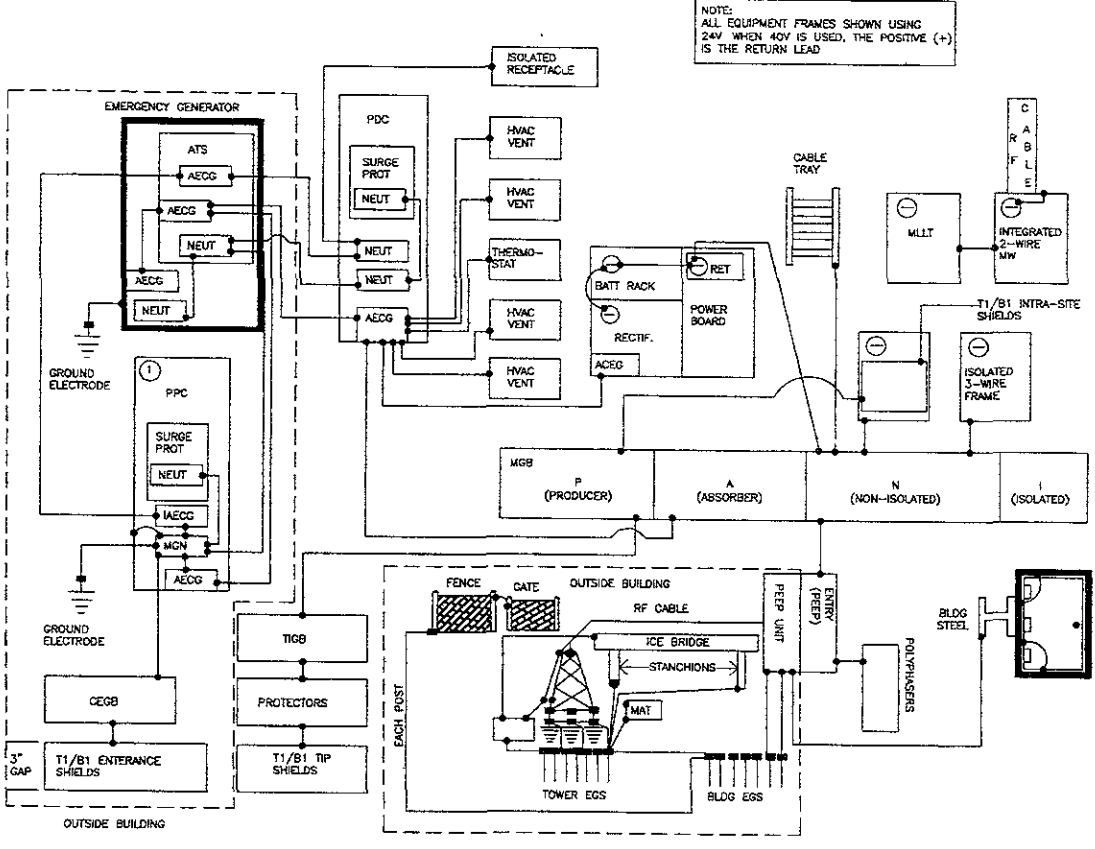 NOTE:
ALL EQUIPMENT FRAMES SHOWN USING
24V WHEN 40V IS USED, THE POSITIVE (+)
IS THE RETURN LEAD
ISOLATED
RECEPTACLE
EMERGENCY GENERATOR
ATS
AECG
AECG
NEUT
AECG
NEUT
GROUND
ELECTRODE
PDC
SURGE
PROT
NEUT
NEUT
NEUT
AECG
HVAC
VENT
HVAC
VENT
THERMO-
STAT
HVAC
VENT
HVAC
VENT
BATT RACK
RET
POWER
BOARD
RECTIF.
ACEG
CABLE
TRAY
MLLT
RF
CABLE
INTEGRATED
2-WIRE
MW
T1/B1 INTRA-SITE
SHIELDS
ISOLATED
3-WIRE
FRAME
1
PPC
SURGE
PROT
NEUT
IAECG
MGN
AECG
GROUND
ELECTRODE
MGB
P
(PRODUCER)
A
(ABSORBER)
N
(NON-ISOLATED)
I
(ISOLATED)
CEGB
3"
GAP
T1/B1 ENTERANCE
SHIELDS
OUTSIDE BUILDING
TIGB
PROTECTORS
T1/B1 TIP
SHIELDS
FENCE
GATE
OUTSIDE BUILDING
RF CABLE
ICE BRIDGE
STANCHIONS
MAT
EACH POST
TOWER EGS
BLDG EGS
PEEP UNIT
ENTRY
(PEEP)
POLYPHASERS
BLDG
STEEL